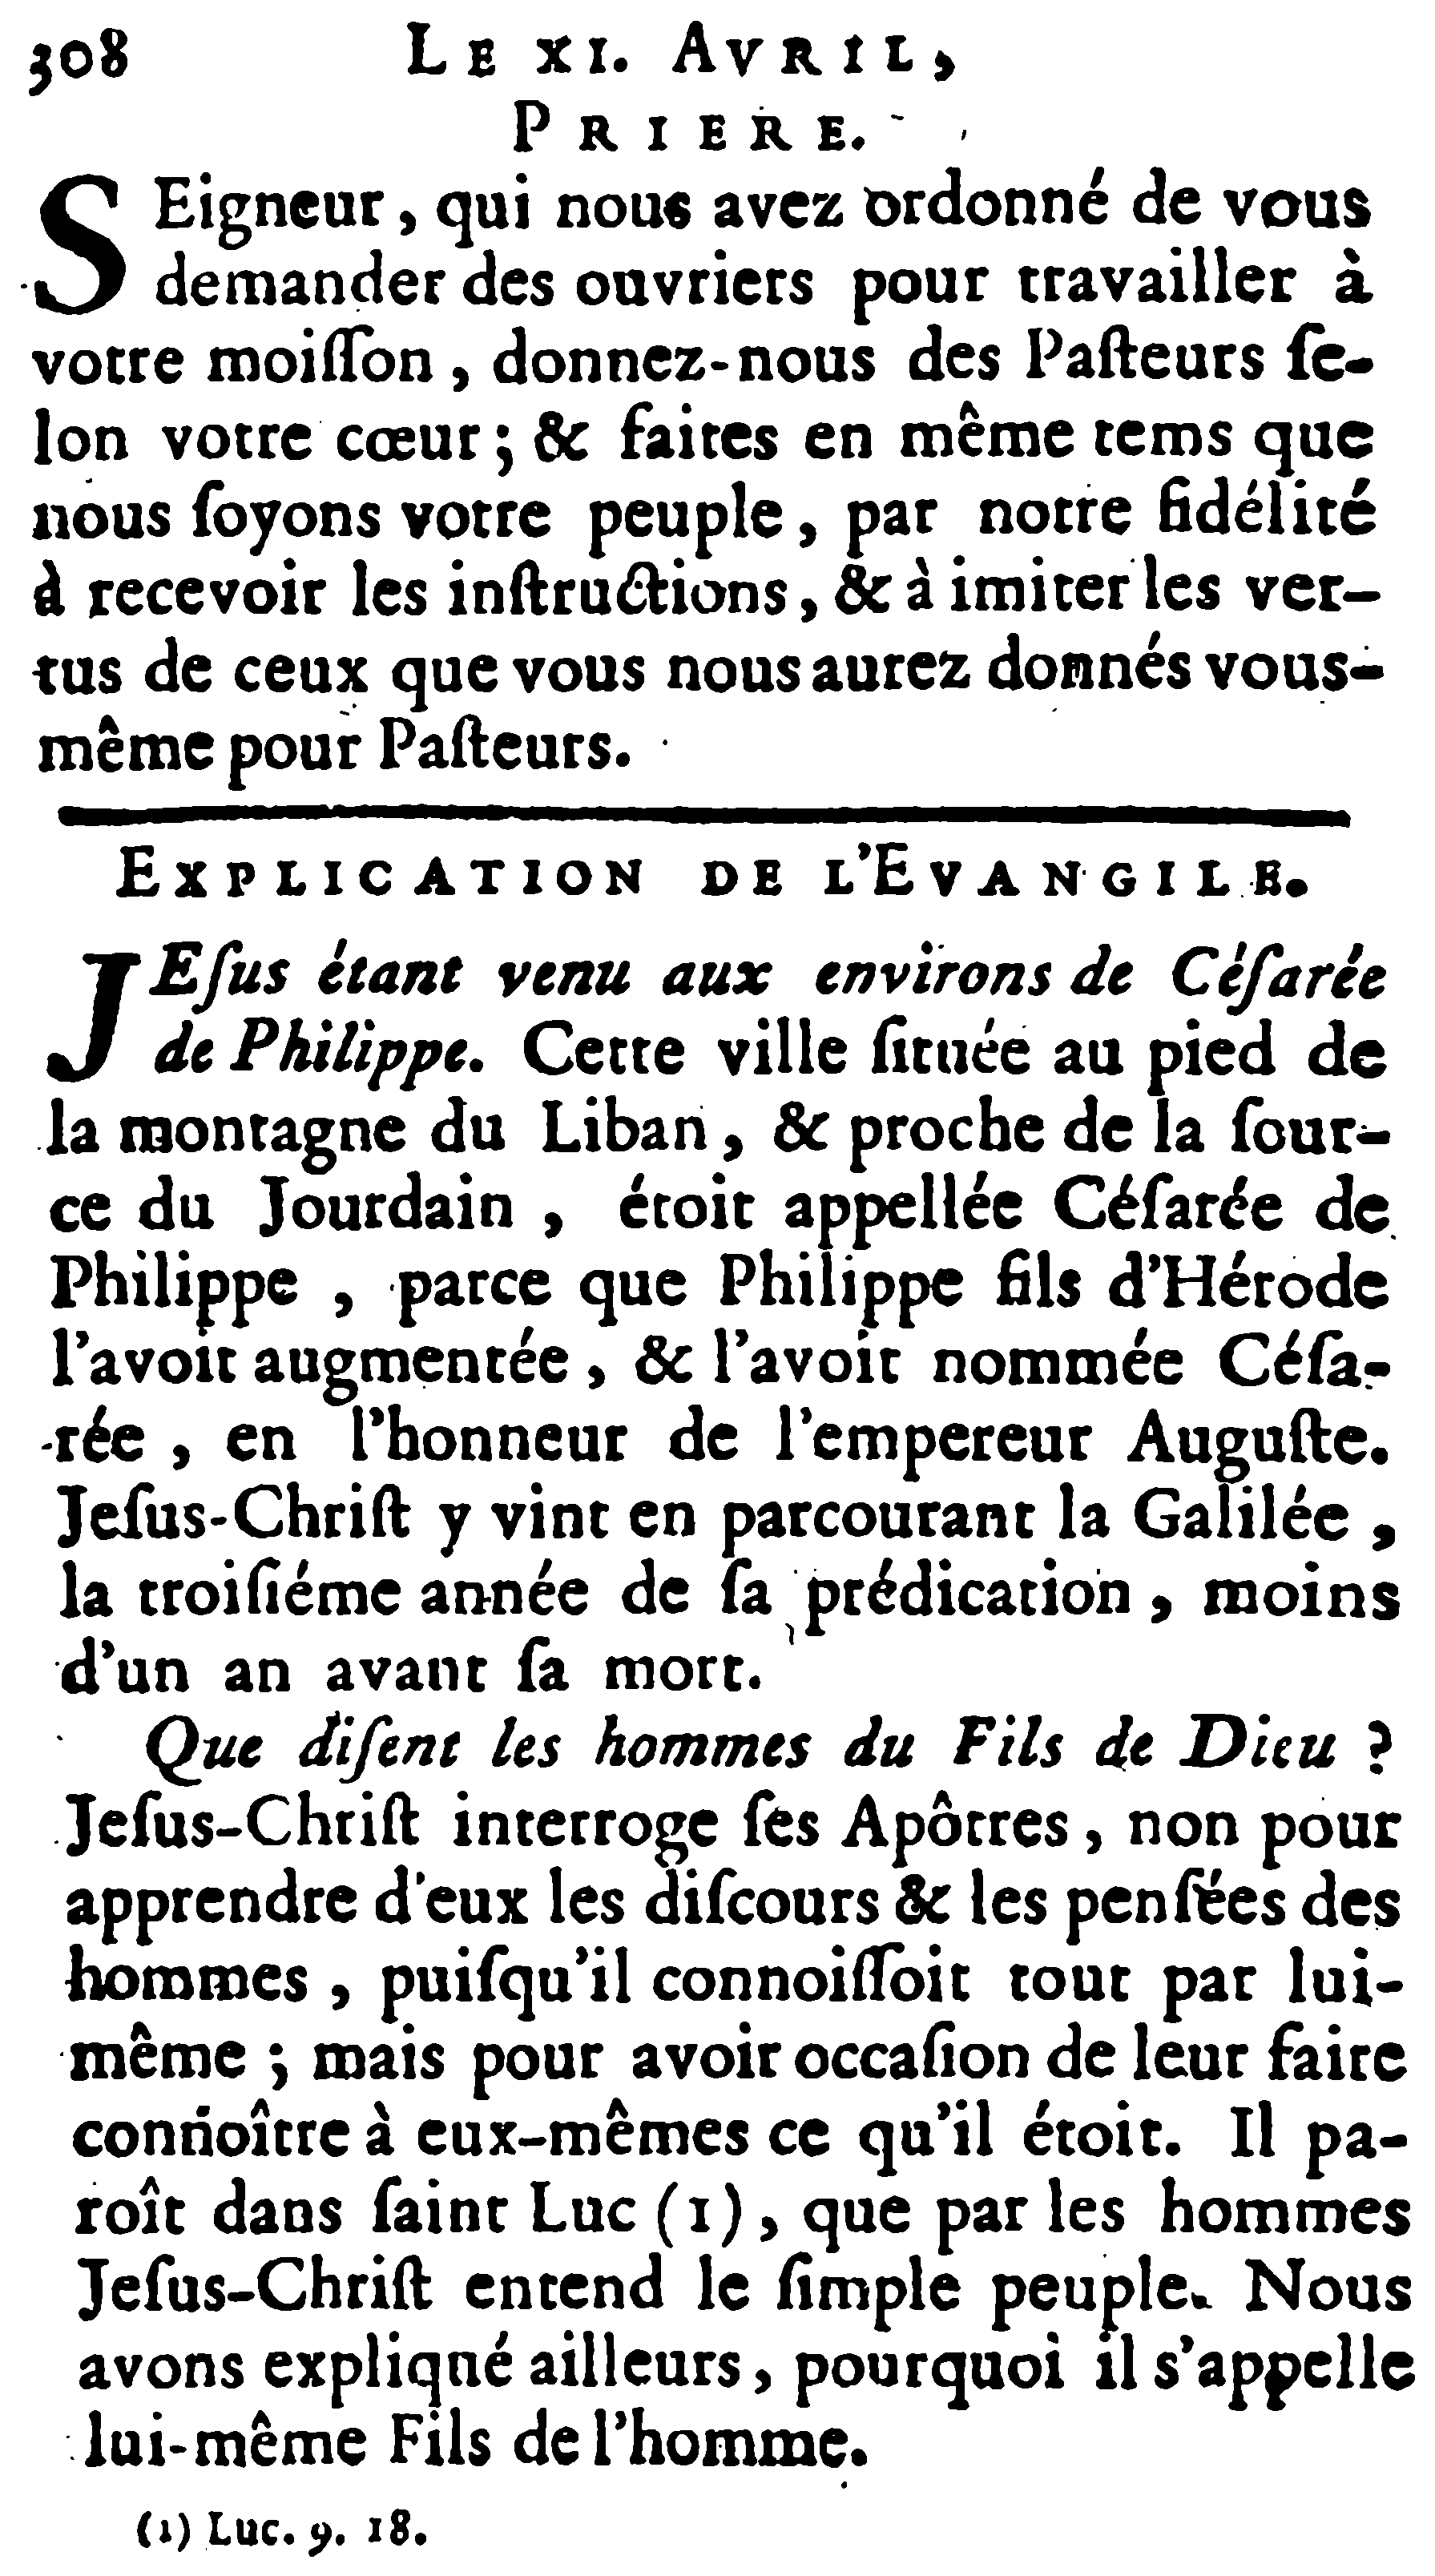 308 LE XI. AVRIL,
PRIERE.
SEigneur, qui nous avez ordonné de vous
demander des ouvriers pour travailler à
votre moiſſon, donnez-nous des Paſteurs ſe-
lon votre cœur; & faites en même tems que
nous ſoyons votre peuple, par notre fidélité
à recevoir les inſtructions, & à imiter les ver-
tus de ceux que vous nous aurez donnés vous-
même pour Paſteurs.
EXPLICATION DE L'EVANGILE.
JEſus étant venu aux environs de Céſarée
de Philippe. Cette ville ſituée au pied de
la montagne du Liban, & proche de la ſour-
ce du Jourdain, étoit appellée Céſarée de
Philippe, parce que Philippe fils d'Hérode
l'avoit augmentée, & l'avoit nommée Céſa-
rée, en l'honneur de l'empereur Auguſte.
Jeſus-Chriſt y vint en parcourant la Galilée,
la troiſiéme année de ſa prédication, moins
d'un an avant ſa mort.
Que diſent les hommes du Fils de Dieu?
Jeſus-Chriſt interroge ſes Apôtres, non pour
apprendre d'eux les diſcours & les penſées des
hommes, puiſqu'il connoiſſoit tout par lui-
même; mais pour avoir occaſion de leur faire
connoître à eux-mêmes ce qu'il étoit. Il pa-
roît dans ſaint Luc (1), que par les hommes
Jeſus-Chriſt entend le ſimple peuple. Nous
avons expliqué ailleurs, pourquoi il s'appelle
lui-même Fils de l'homme.
(1) Luc. 9. 18.